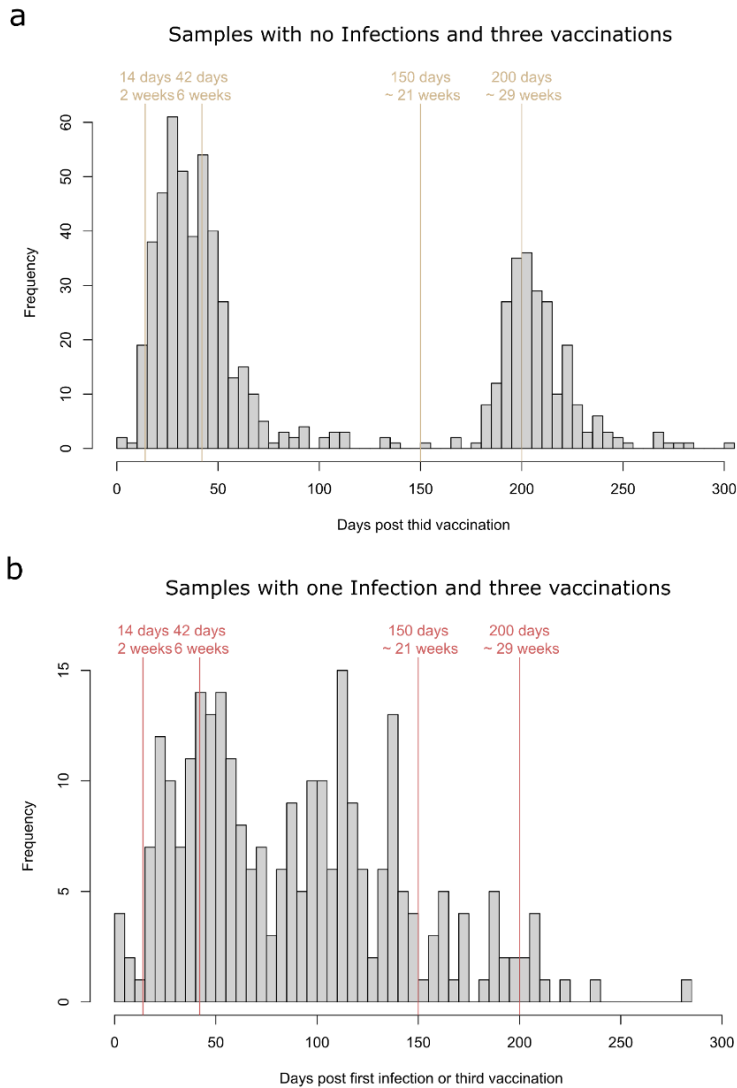 a
Samples with no Infections and three vaccinations
14 days 42 days 150 days 200 days
2 weeks 6 weeks ~ 21 weeks ~ 29 weeks
60
50
40
30
20
10
0
Frequency
0 50 100 150 200 250 300
Days post thid vaccination
b
Samples with one Infection and three vaccinations
14 days 42 days 150 days 200 days
2 weeks 6 weeks ~ 21 weeks ~ 29 weeks
15
10
5
0
Frequency
0 50 100 150 200 250 300
Days post first infection or third vaccination